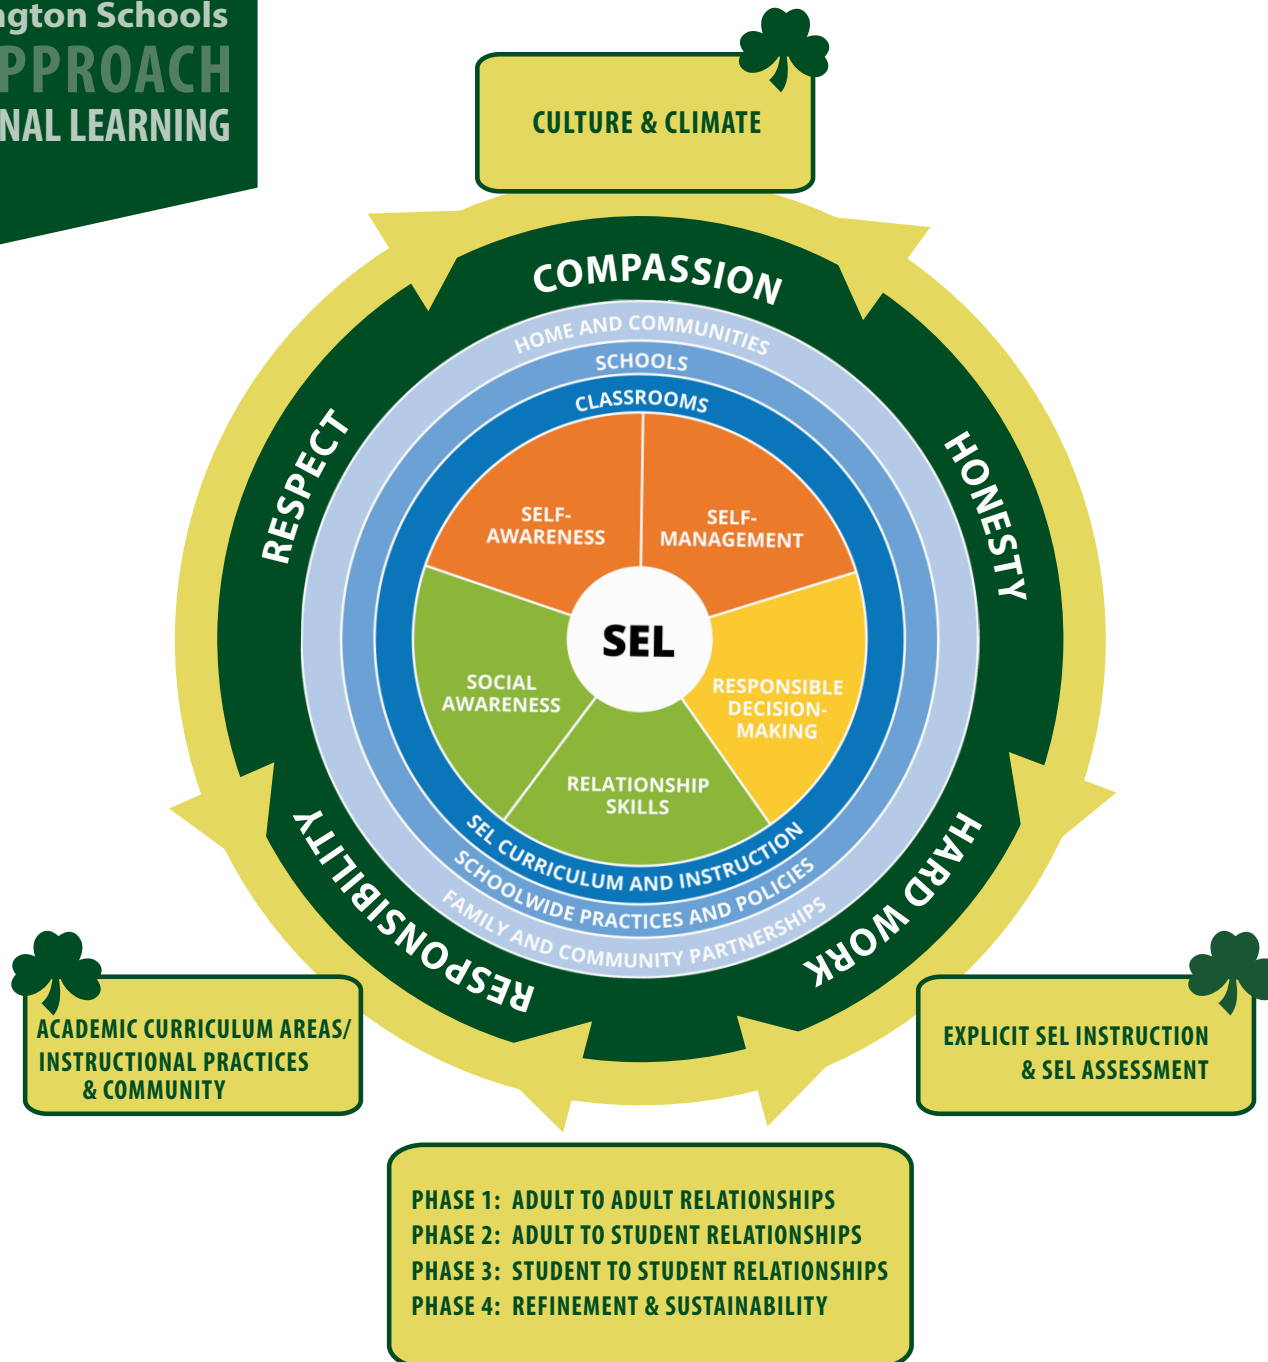 Schools
LEARNING
CULTURE & CLIMATE
COMPASSION
HONESTY
HARD WORK
RESPONSIBILITY
RESPECT
HOME AND COMMUNITIES
SCHOOLS
CLASSROOMS
SELF-
AWARENESS
SELF-
MANAGEMENT
SEL
SOCIAL
AWARENESS
RESPONSIBLE
DECISION-
MAKING
RELATIONSHIP
SKILLS
SEL CURRICULUM AND INSTRUCTION
SCHOOLWIDE PRACTICES AND POLICIES
FAMILY AND COMMUNITY PARTNERSHIPS
ACADEMIC CURRICULUM AREAS/
INSTRUCTIONAL PRACTICES
& COMMUNITY
EXPLICIT SEL INSTRUCTION
& SEL ASSESSMENT
PHASE 1: ADULT TO ADULT RELATIONSHIPS
PHASE 2: ADULT TO STUDENT RELATIONSHIPS
PHASE 3: STUDENT TO STUDENT RELATIONSHIPS
PHASE 4: REFINEMENT & SUSTAINABILITY